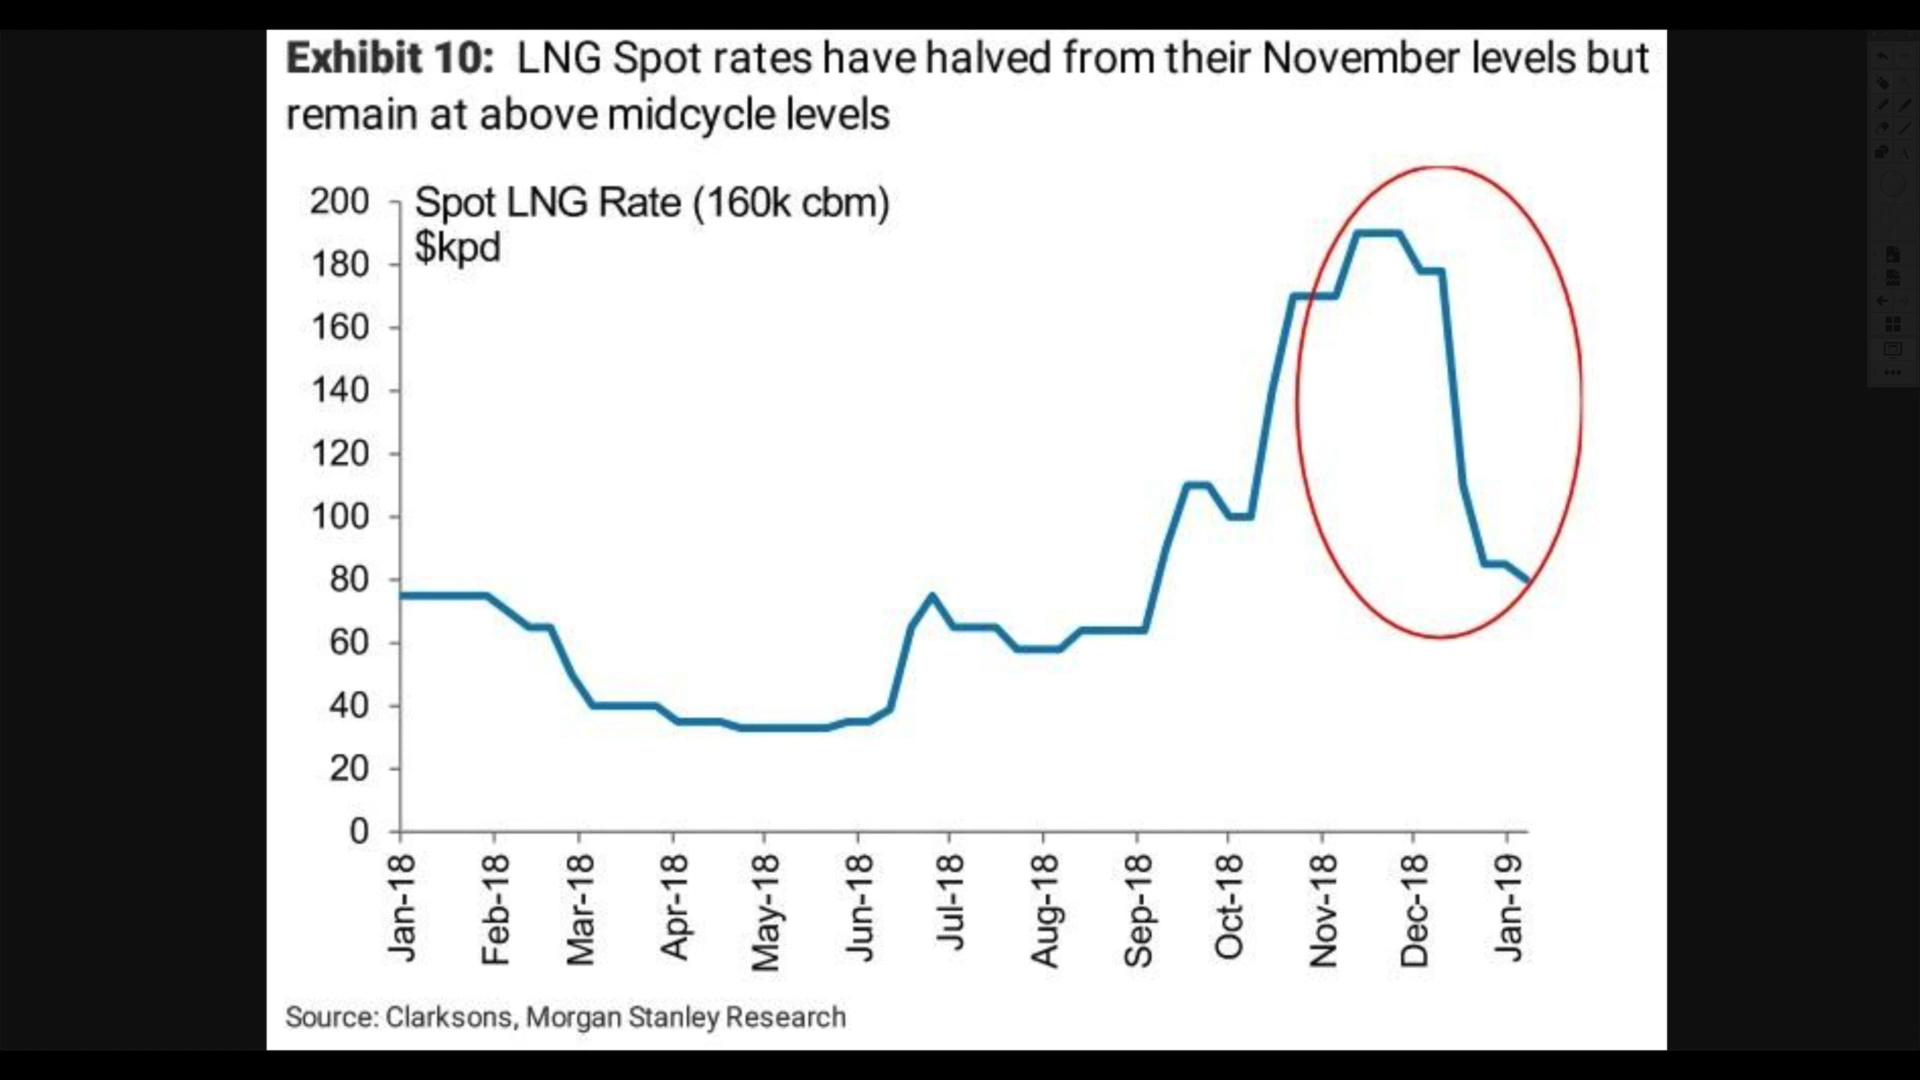 Exhibit 10: LNG Spot rates have halved from their November levels but
remain at above midcycle levels
Spot LNG Rate (160k cbm)
$kpd
200
180
160
140
120
100
80
60
40
20
0
Jan-18
Feb-18
Mar-18
Apr-18
May-18
Jun-18
Jul-18
Aug-18
Sep-18
Oct-18
Nov-18
Dec-18
Jan-19
Source: Clarksons, Morgan Stanley Research